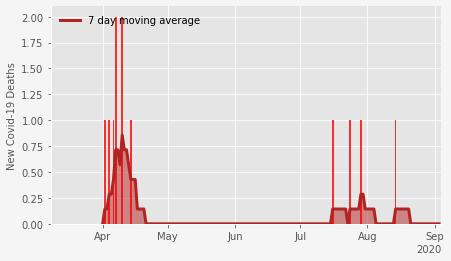 7 day moving average
New Covid-19 Deaths
2.00
1.75
1.50
1.25
1.00
0.75
0.50
0.25
0.00
Apr
May
Jun
Jul
Aug
Sep
2020